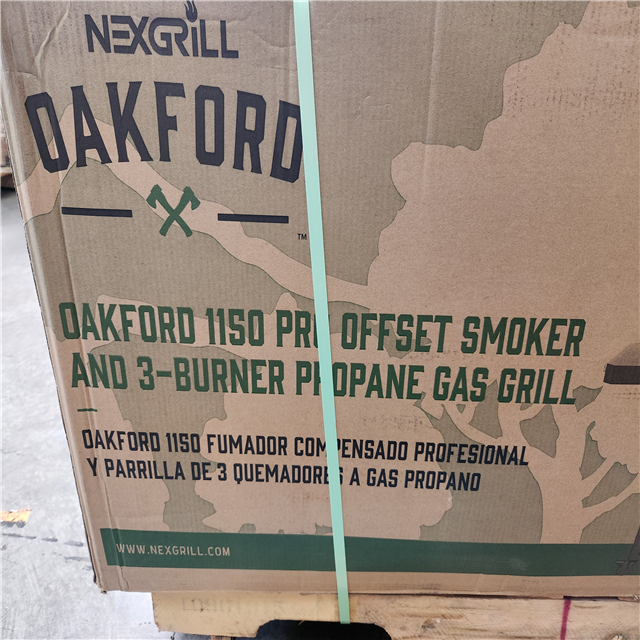 NEXGRILL
OAKFORD
™
OAKFORD 1150 PRO OFFSET SMOKER
AND 3-BURNER PROPANE GAS GRILL
OAKFORD 1150 FUMADOR COMPENSADO PROFESIONAL
Y PARRILLA DE 3 QUEMADORES A GAS PROPANO
WWW.NEXGRILL.COM